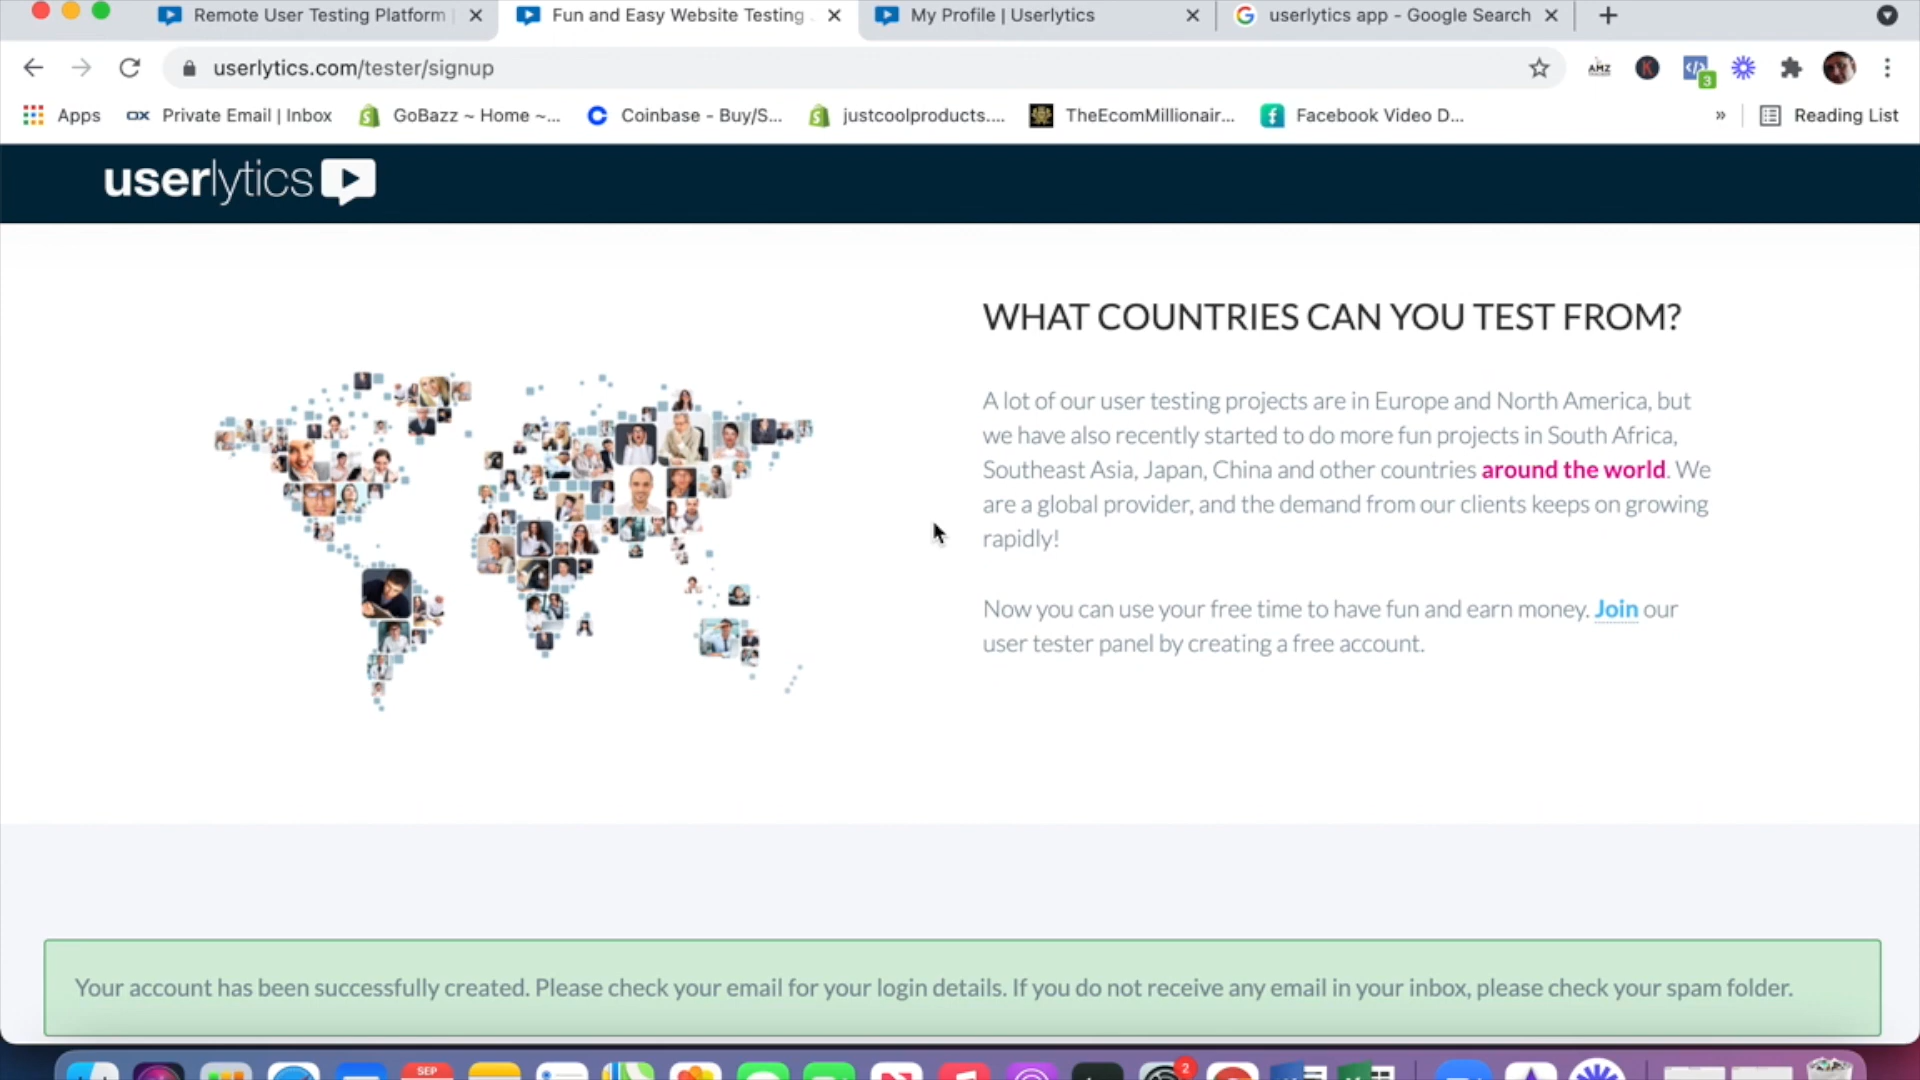 Remote User Testing Platform
Fun and Easy Website Testing
My Profile | Userlytics
userlytics app - Google Search
userlytics.com/tester/signup
AMZ
K
3
Apps
OX
Private Email | Inbox
GoBazz ~ Home ~...
Coinbase - Buy/S...
justcoolproducts....
TheEcomMillionair...
Facebook Video D...
»
Reading List
userlytics
WHAT COUNTRIES CAN YOU TEST FROM?
A lot of our user testing projects are in Europe and North America, but
we have also recently started to do more fun projects in South Africa,
Southeast Asia, Japan, China and other countries around the world. We
are a global provider, and the demand from our clients keeps on growing
rapidly!
Now you can use your free time to have fun and earn money. Join our
user tester panel by creating a free account.
Your account has been successfully created. Please check your email for your login details. If you do not receive any email in your inbox, please check your spam folder.
SEP
2